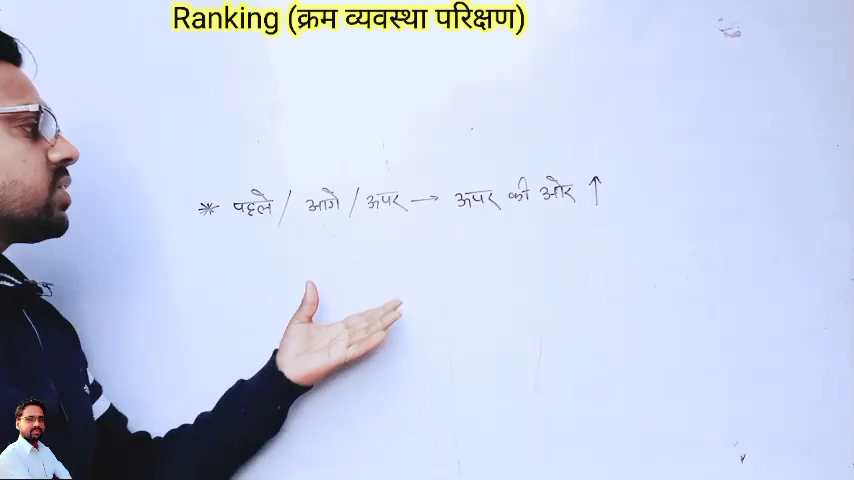 Ranking (क्रम व्यवस्था परिक्षण)
* पहले / आगे / ऊपर → ऊपर की ओर ↑